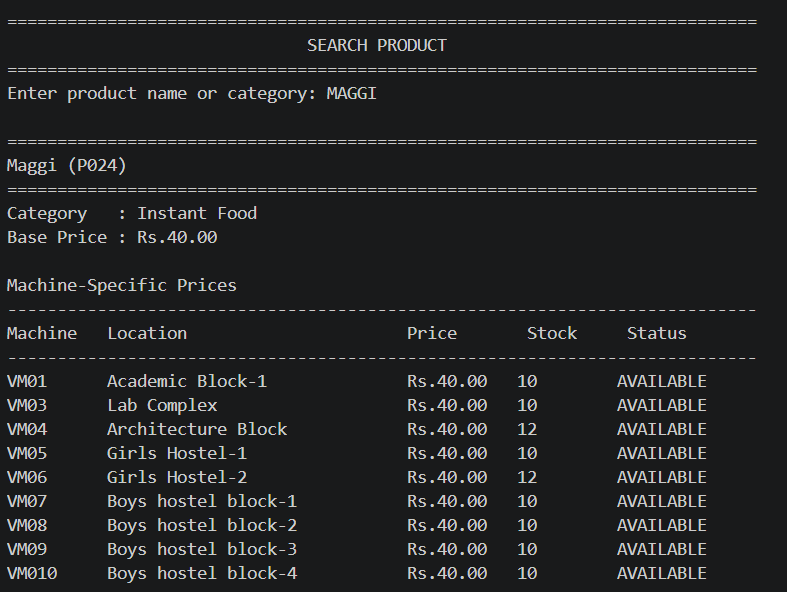 ===========================================================================
SEARCH PRODUCT
===========================================================================
Enter product name or category: MAGGI
===========================================================================
Maggi (P024)
===========================================================================
Category   : Instant Food
Base Price : Rs.40.00
Machine-Specific Prices
---------------------------------------------------------------------------
Machine   Location                      Price       Stock     Status
---------------------------------------------------------------------------
VM01      Academic Block-1              Rs.40.00   10        AVAILABLE
VM03      Lab Complex                   Rs.40.00   10        AVAILABLE
VM04      Architecture Block            Rs.40.00   12        AVAILABLE
VM05      Girls Hostel-1                Rs.40.00   10        AVAILABLE
VM06      Girls Hostel-2                Rs.40.00   12        AVAILABLE
VM07      Boys hostel block-1           Rs.40.00   10        AVAILABLE
VM08      Boys hostel block-2           Rs.40.00   10        AVAILABLE
VM09      Boys hostel block-3           Rs.40.00   10        AVAILABLE
VM010     Boys hostel block-4           Rs.40.00   10        AVAILABLE